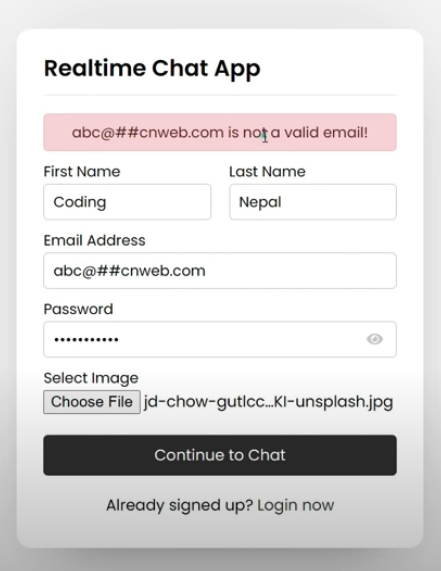 Realtime Chat App
abc@##cnweb.com is not a valid email!
First Name Last Name
Coding Nepal
Email Address
abc@##cnweb.com
Password
•••••••••••
Select Image
Choose File jd-chow-gutlcc...KI-unsplash.jpg
Continue to Chat
Already signed up? Login now